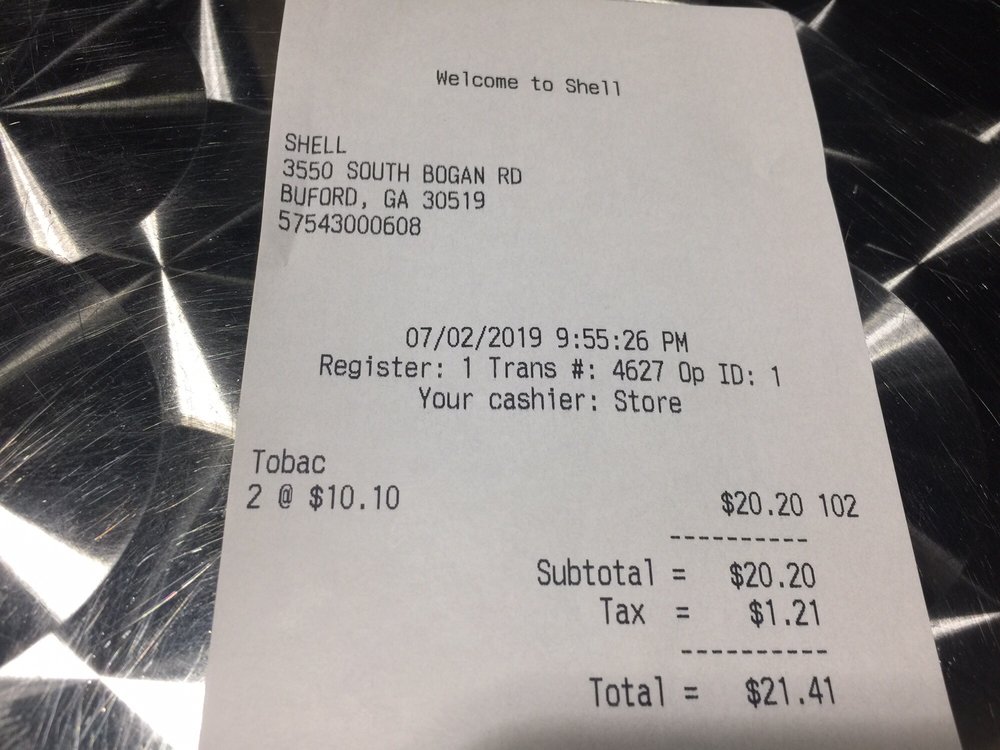 Welcome to Shell
SHELL
3550 SOUTH BOGAN RD
BUFORD, GA 30519
57543000608
07/02/2019 9:55:26 PM
Register: 1 Trans #: 4627 Op ID: 1
Your cashier: Store
Tobac
2 @ $10.10 $20.20 102
----------
Subtotal = $20.20
Tax = $1.21
----------
Total = $21.41